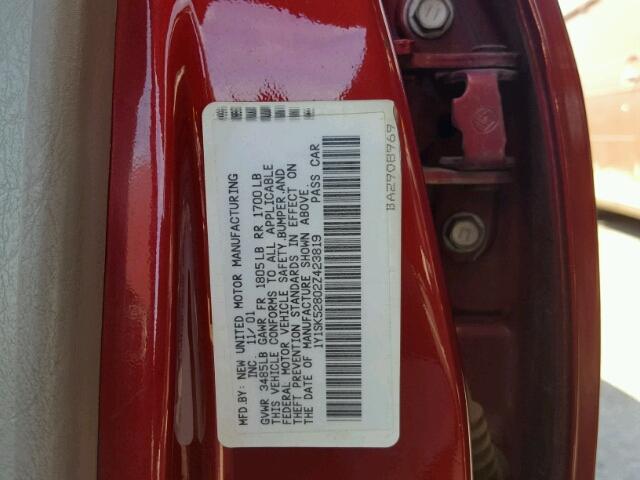 MFD.BY: NEW UNITED MOTOR MANUFACTURING
INC. 11/01
GVWR 3485LB GAWR FR 1805LB RR 1700LB
THIS VEHICLE CONFORMS TO ALL APPLICABLE
FEDERAL MOTOR VEHICLE SAFETY,BUMPER,AND
THEFT PREVENTION STANDARDS IN EFFECT ON
THE DATE OF MANUFACTURE SHOWN ABOVE.
1Y1SK52802Z423819 PASS CAR
BA2908969